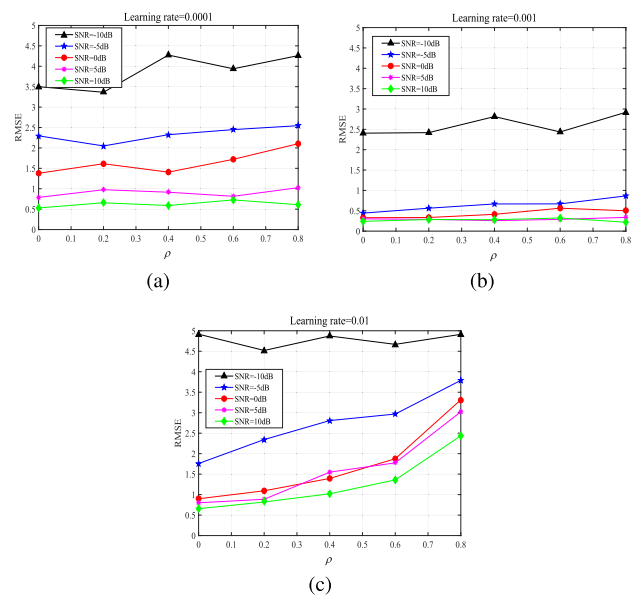 Learning rate=0.0001
5
4.5
4
3.5
3
2.5
2
1.5
1
0.5
0
RMSE
SNR=-10dB
SNR=-5dB
SNR=0dB
SNR=5dB
SNR=10dB
0 0.1 0.2 0.3 0.4 0.5 0.6 0.7 0.8
ρ
(a)
Learning rate=0.001
5
4.5
4
3.5
3
2.5
2
1.5
1
0.5
0
RMSE
SNR=-10dB
SNR=-5dB
SNR=0dB
SNR=5dB
SNR=10dB
0 0.1 0.2 0.3 0.4 0.5 0.6 0.7 0.8
ρ
(b)
Learning rate=0.01
5
4.5
4
3.5
3
2.5
2
1.5
1
0.5
0
RMSE
SNR=-10dB
SNR=-5dB
SNR=0dB
SNR=5dB
SNR=10dB
0 0.1 0.2 0.3 0.4 0.5 0.6 0.7 0.8
ρ
(c)